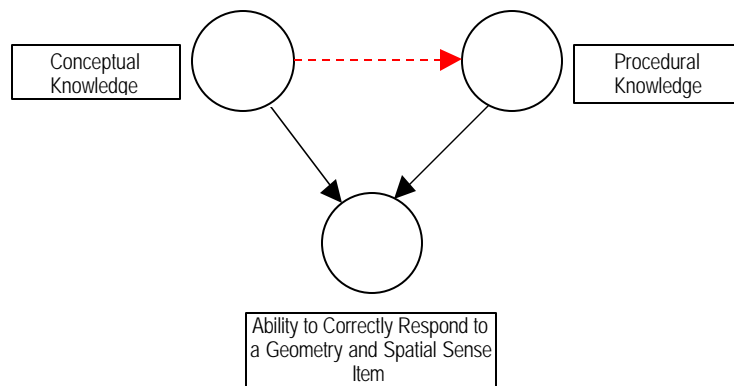 Conceptual
Knowledge
Procedural
Knowledge
Ability to Correctly Respond to
a Geometry and Spatial Sense
Item